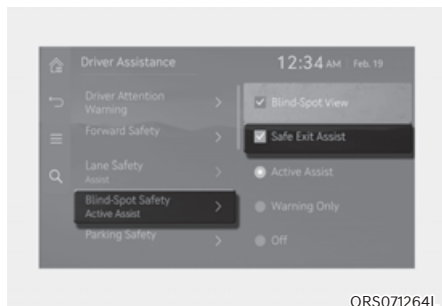 Driver Assistance
12:34 AM Feb. 19
Driver Attention
Warning
Forward Safety
Lane Safety
Assist
Blind-Spot Safety
Active Assist
Parking Safety
Blind-Spot View
Safe Exit Assist
Active Assist
Warning Only
Off
ORS071264L